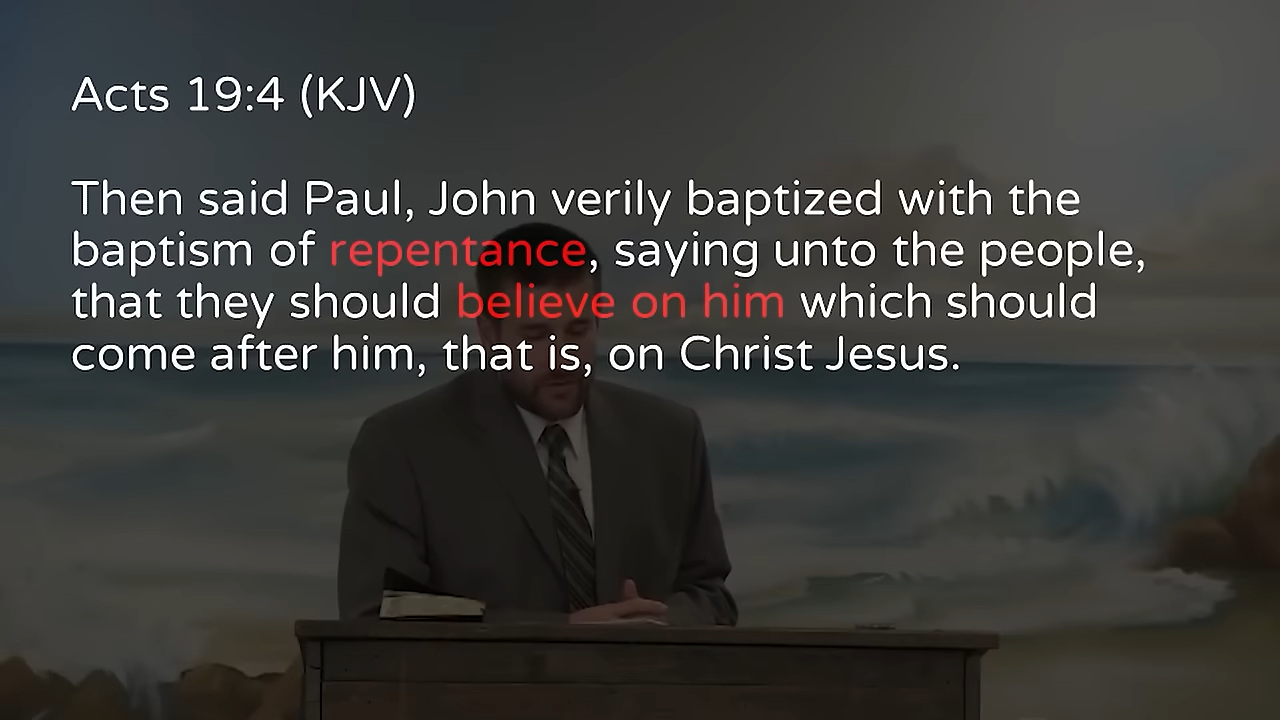 Acts 19:4 (KJV)
Then said Paul, John verily baptized with the
baptism of repentance, saying unto the people,
that they should believe on him which should
come after him, that is, on Christ Jesus.